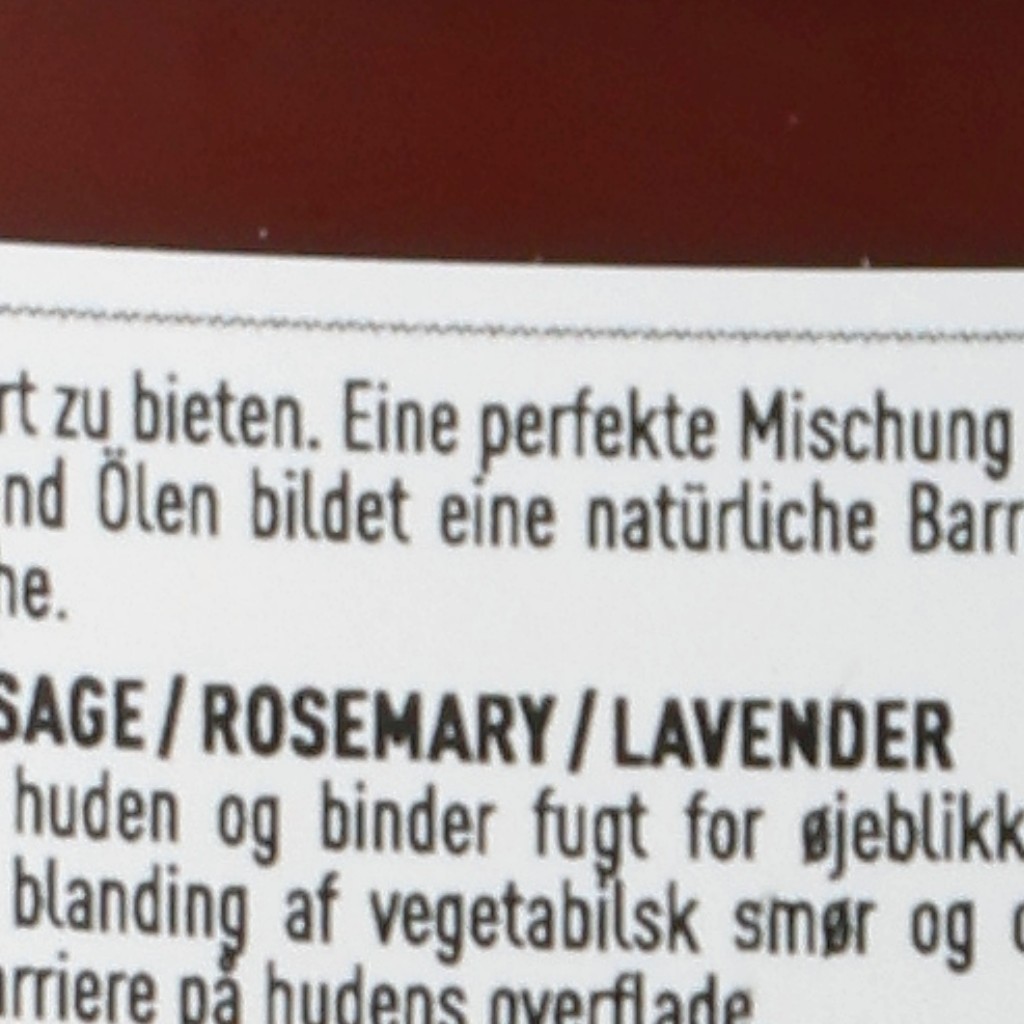 rt zu bieten. Eine perfekte Mischung
nd Ölen bildet eine natürliche Barr
he.
SAGE / ROSEMARY / LAVENDER
huden og binder fugt for øjeblikk
blanding af vegetabilsk smør og
arriere på hudens overflade